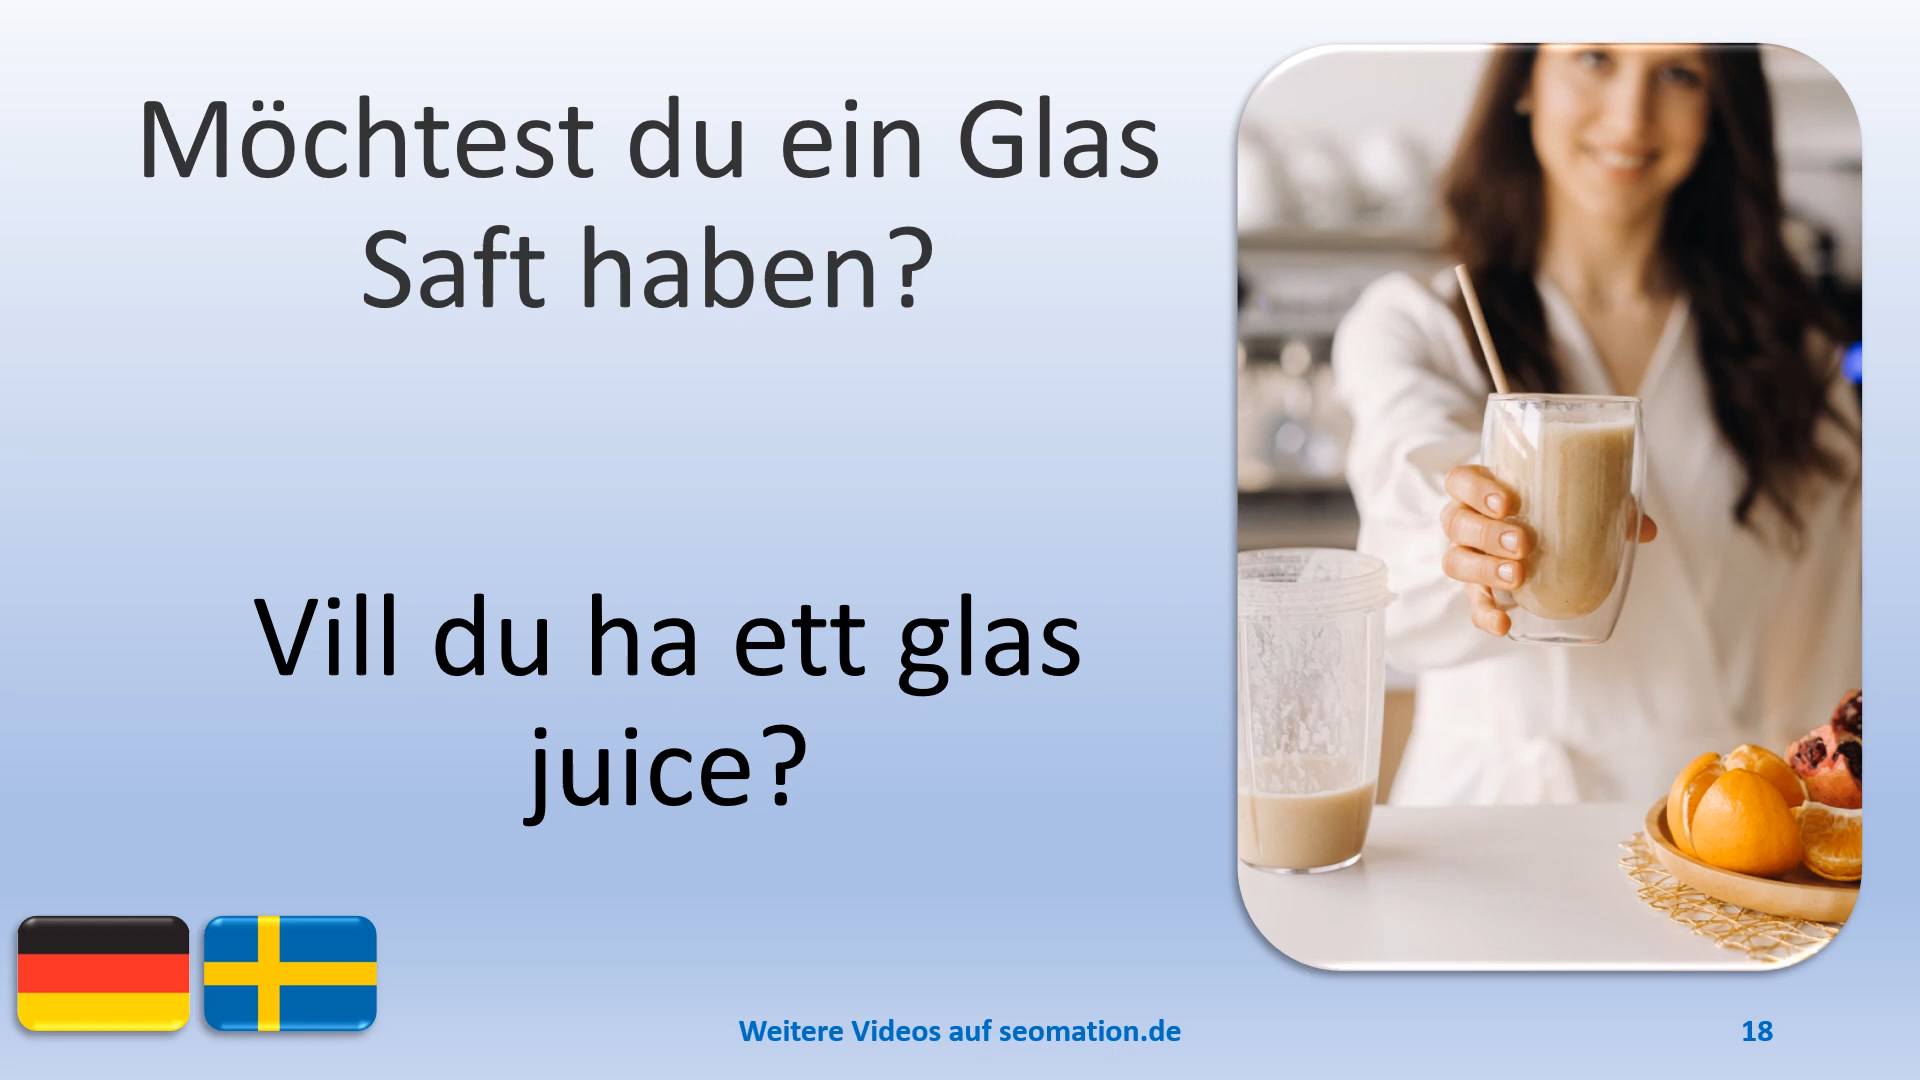 Möchtest du ein Glas
Saft haben?
Vill du ha ett glas
juice?
Weitere Videos auf seomation.de
18